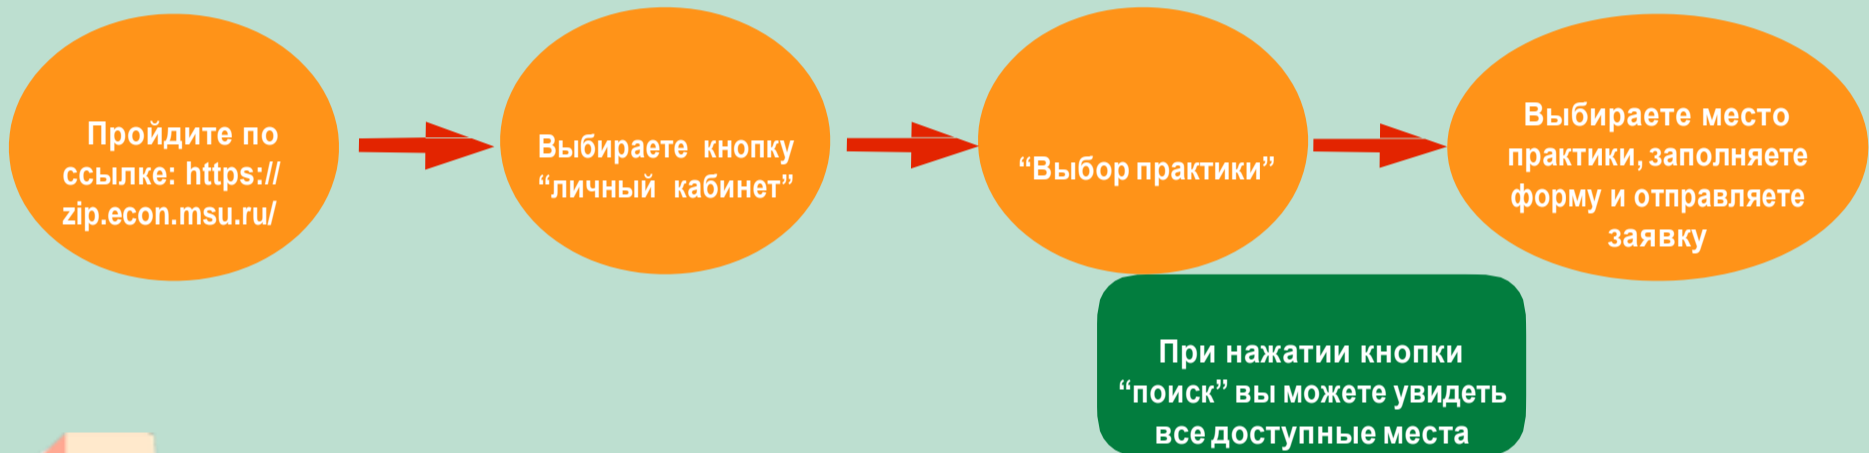 Пройдите по
ссылке: https://
zip.econ.msu.ru/
Выбираете кнопку
“личный кабинет”
“Выбор практики”
Выбираете место
практики, заполняете
форму и отправляете
заявку
При нажатии кнопки
“поиск” вы можете увидеть
все доступные места